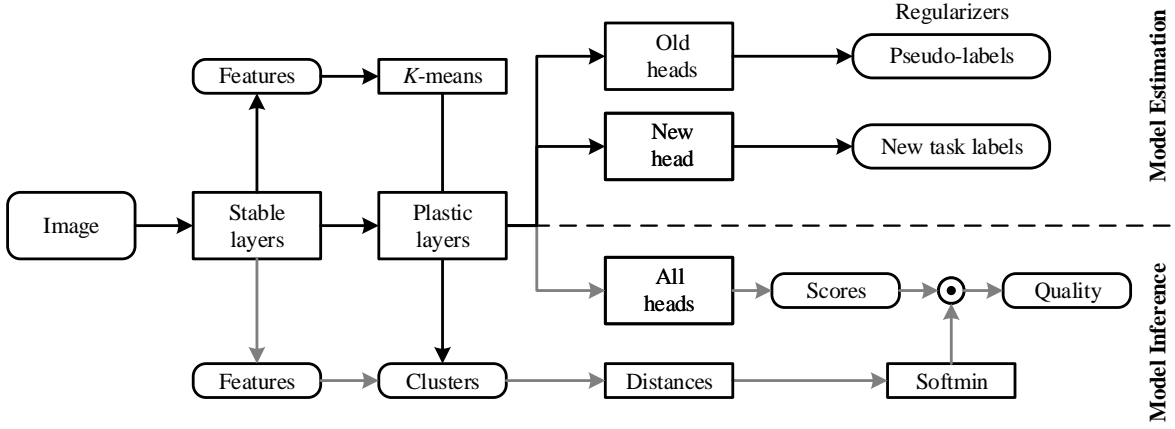 Regularizers
Old
heads
Pseudo-labels
Features
K-means
New
head
New task labels
Model Estimation
Image
Stable
layers
Plastic
layers
All
heads
Scores
Quality
Features
Clusters
Distances
Softmin
Model Inference